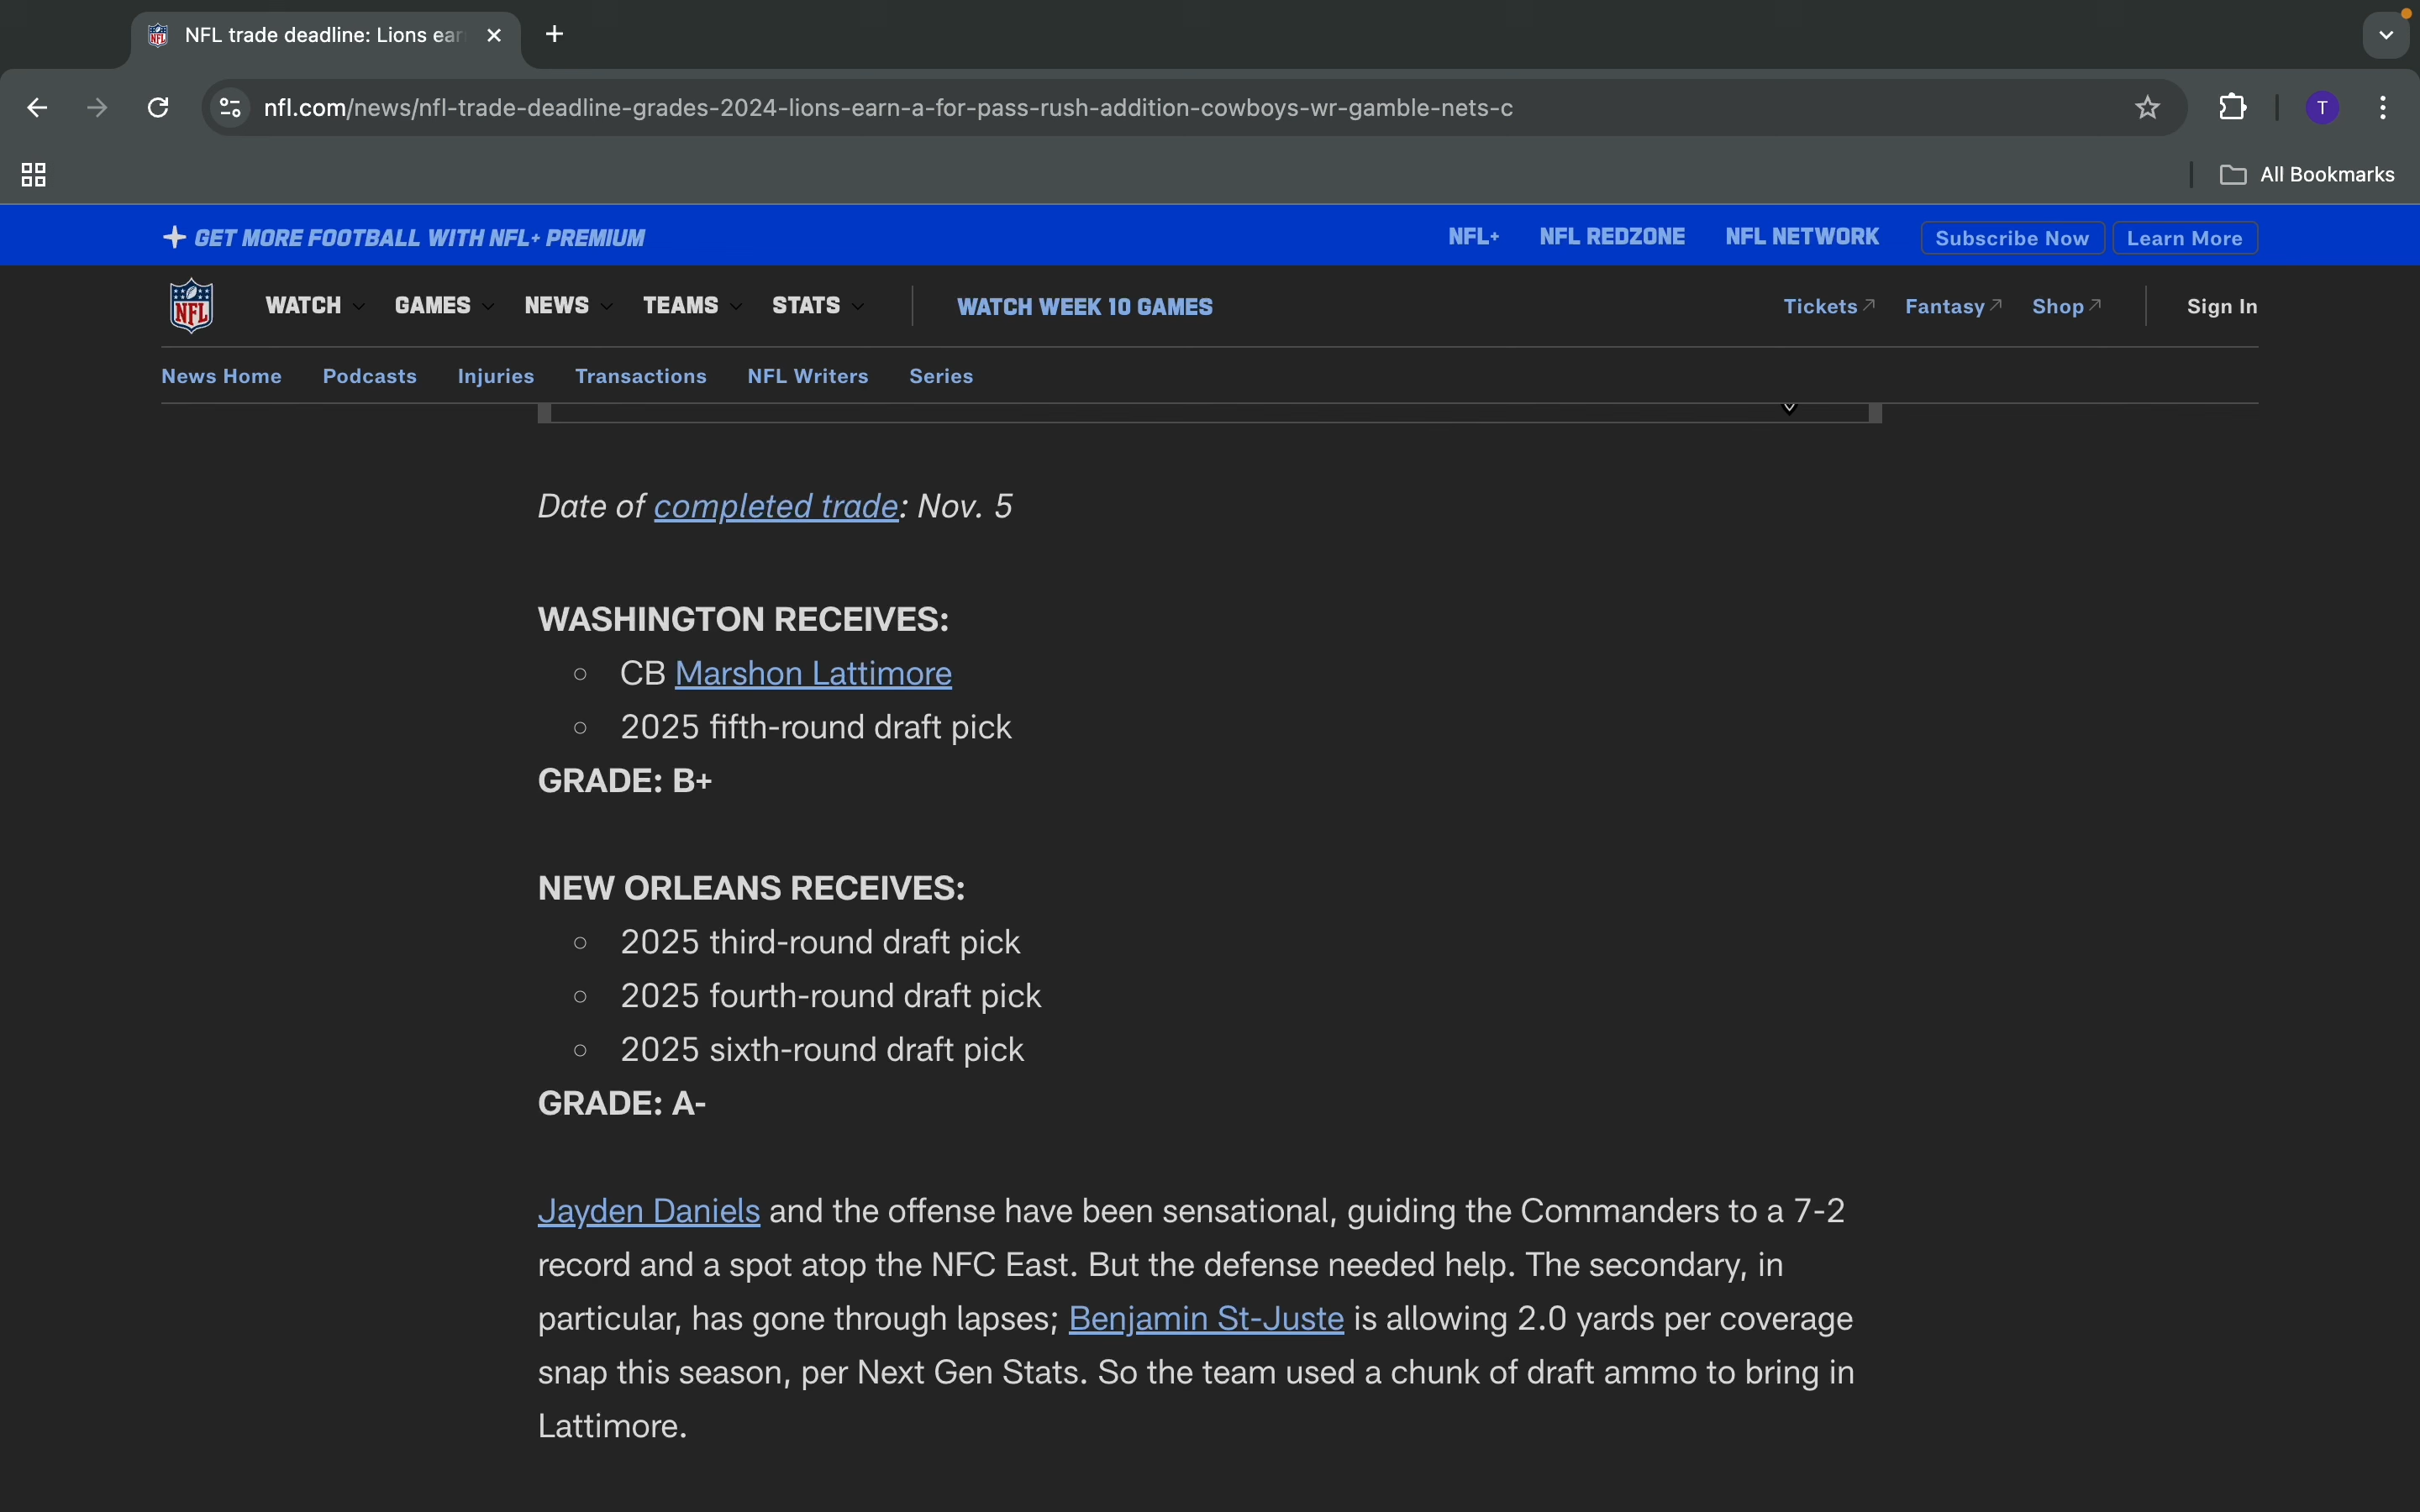 NFL trade deadline: Lions ear
nfl.com/news/nfl-trade-deadline-grades-2024-lions-earn-a-for-pass-rush-addition-cowboys-wr-gamble-nets-c
T
All Bookmarks
GET MORE FOOTBALL WITH NFL+ PREMIUM
NFL+ NFL REDZONE NFL NETWORK Subscribe Now Learn More
NFL WATCH GAMES NEWS TEAMS STATS WATCH WEEK 10 GAMES Tickets Fantasy Shop Sign In
News Home Podcasts Injuries Transactions NFL Writers Series
Date of completed trade: Nov. 5
WASHINGTON RECEIVES:
CB Marshon Lattimore
2025 fifth-round draft pick
GRADE: B+
NEW ORLEANS RECEIVES:
2025 third-round draft pick
2025 fourth-round draft pick
2025 sixth-round draft pick
GRADE: A-
Jayden Daniels and the offense have been sensational, guiding the Commanders to a 7-2
record and a spot atop the NFC East. But the defense needed help. The secondary, in
particular, has gone through lapses; Benjamin St-Juste is allowing 2.0 yards per coverage
snap this season, per Next Gen Stats. So the team used a chunk of draft ammo to bring in
Lattimore.